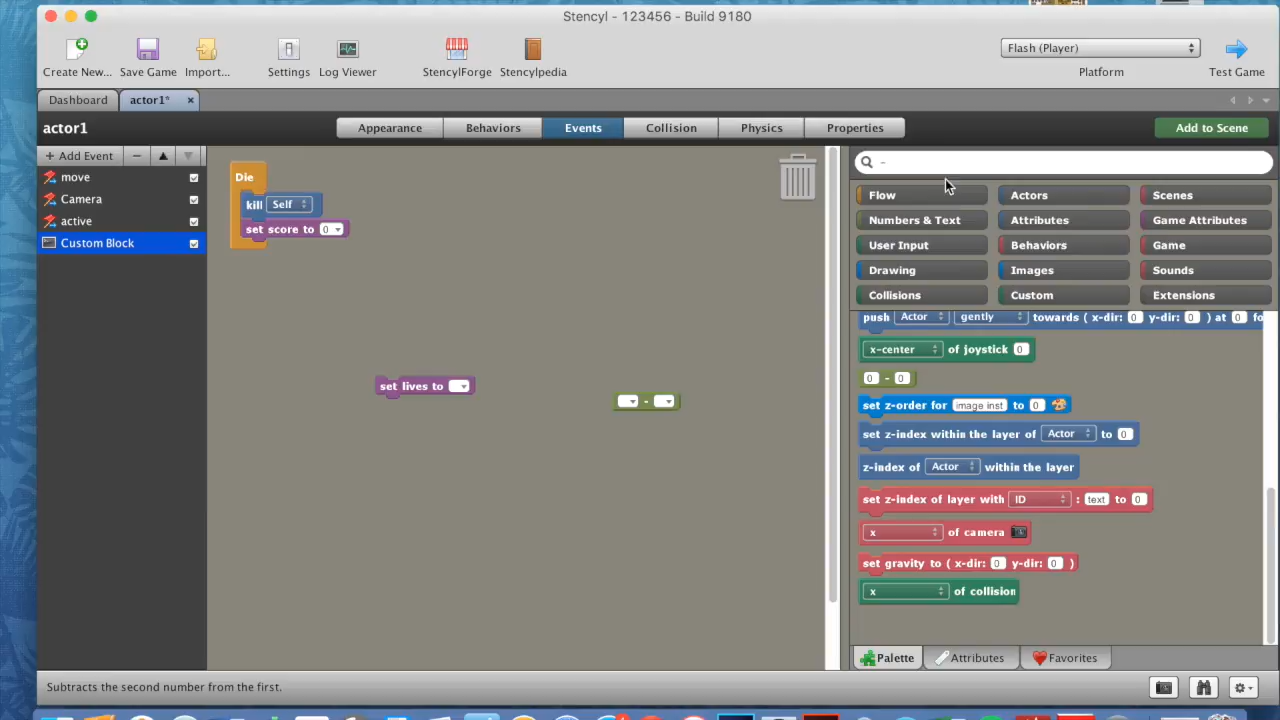 Stencyl - 123456 - Build 9180
Create New... Save Game Import... Settings Log Viewer StencylForge Stencylpedia Flash (Player) Platform Test Game
Dashboard actor1* ×
actor1 Appearance Behaviors Events Collision Physics Properties Add to Scene
+ Add Event
move
Camera
active
Custom Block
Die
kill Self
set score to 0
set lives to
-
-
Flow Actors Scenes
Numbers & Text Attributes Game Attributes
User Input Behaviors Game
Drawing Images Sounds
Collisions Custom Extensions
push Actor gently towards ( x-dir: 0 y-dir: 0 ) at 0 fo
x-center of joystick 0
0 - 0
set z-order for image inst to 0
set z-index within the layer of Actor to 0
z-index of Actor within the layer
set z-index of layer with ID : text to 0
x of camera
set gravity to ( x-dir: 0 y-dir: 0 )
x of collision
Palette Attributes Favorites
Subtracts the second number from the first.